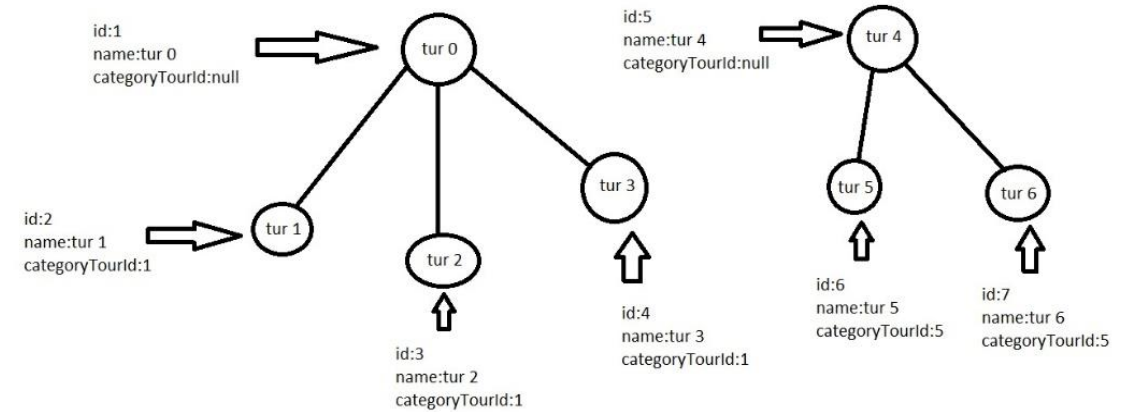 id:1
name:tur 0
categoryTourId:null
tur 0
id:5
name:tur 4
categoryTourId:null
tur 4
id:2
name:tur 1
categoryTourId:1
tur 1
tur 2
tur 3
id:3
name:tur 2
categoryTourId:1
id:4
name:tur 3
categoryTourId:1
tur 5
tur 6
id:6
name:tur 5
categoryTourId:5
id:7
name:tur 6
categoryTourId:5